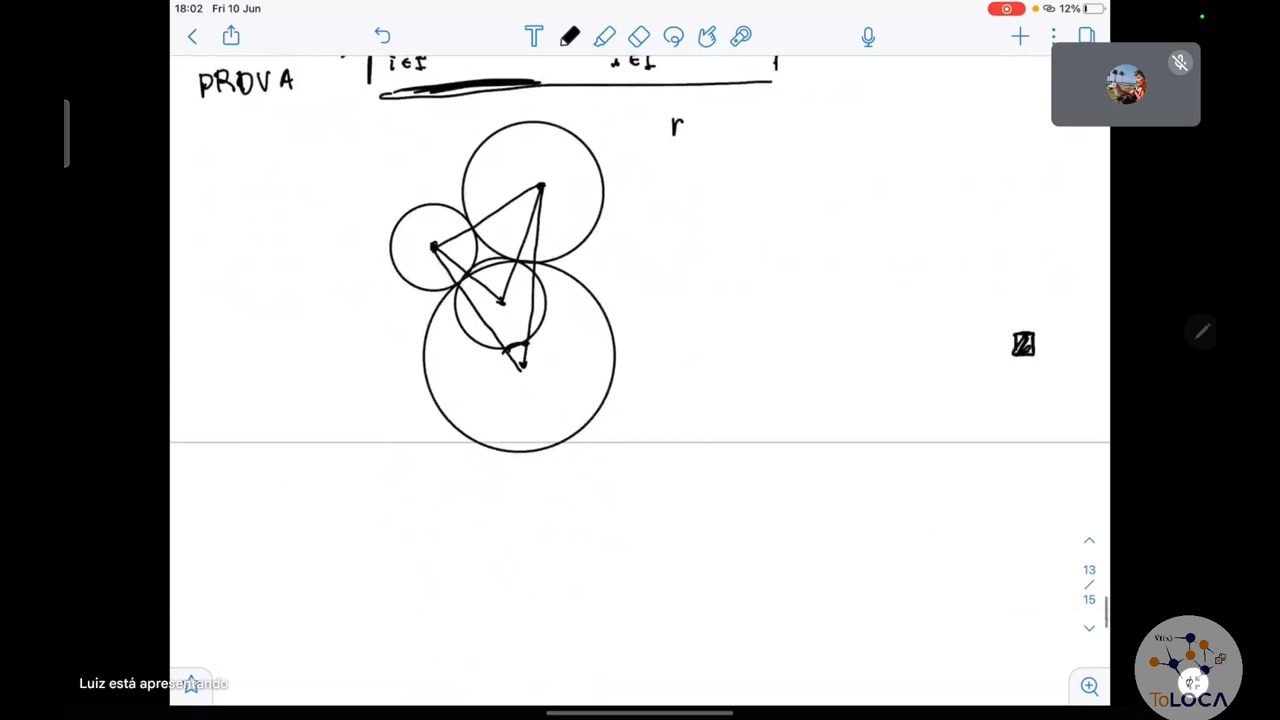 18:02 Fri 10 Jun
12%
i ∈ I
PROVA
r
13
/
15
Luiz está apresentando
∇f(x)
ToLOCA